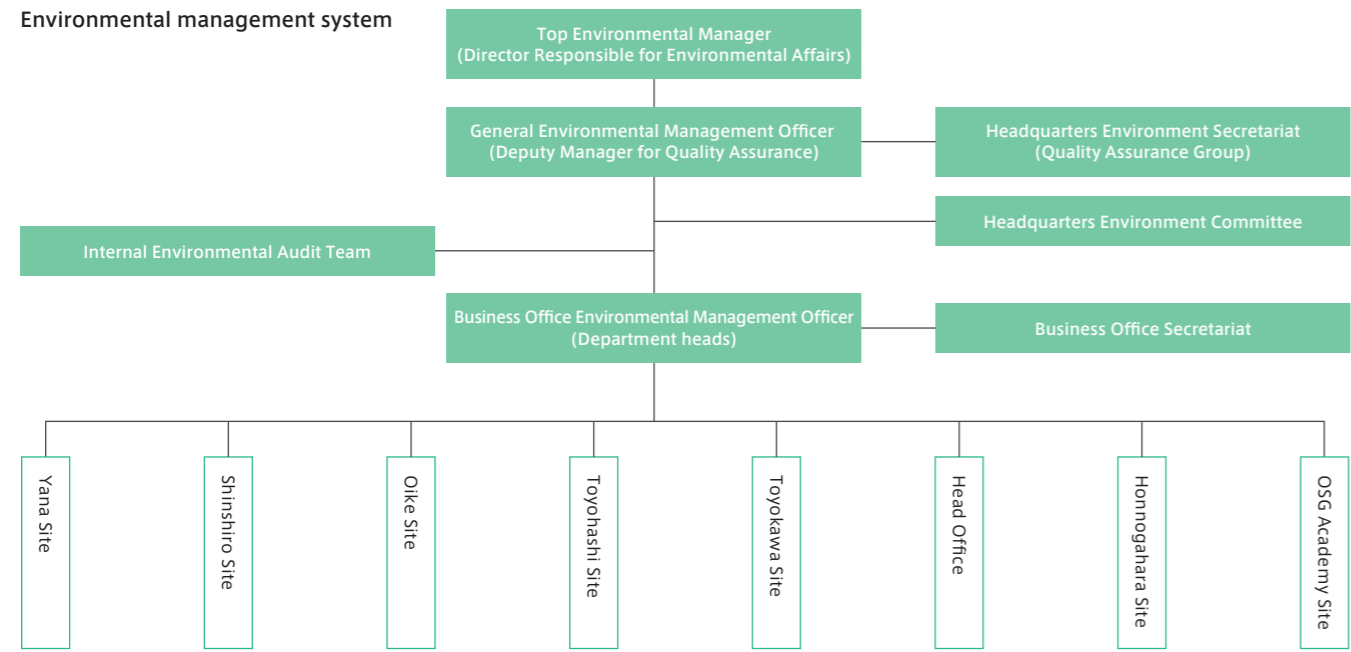 Environmental management system
Top Environmental Manager
(Director Responsible for Environmental Affairs)
General Environmental Management Officer
(Deputy Manager for Quality Assurance)
Headquarters Environment Secretariat
(Quality Assurance Group)
Headquarters Environment Committee
Internal Environmental Audit Team
Business Office Environmental Management Officer
(Department heads)
Business Office Secretariat
Yana Site
Shinshiro Site
Oike Site
Toyohashi Site
Toyokawa Site
Head Office
Honnogahara Site
OSG Academy Site